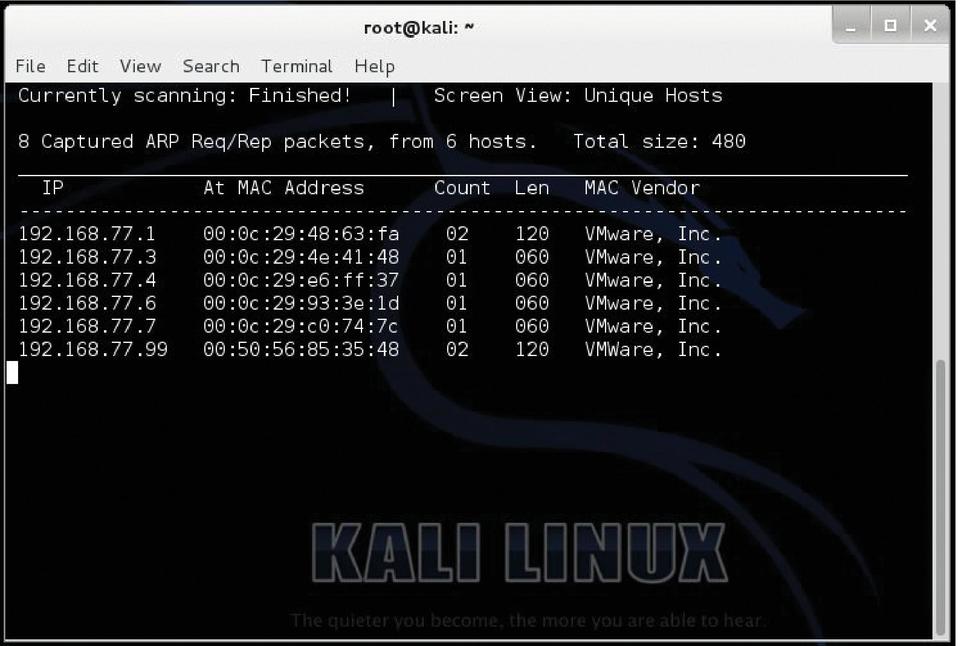 root@kali: ~
File Edit View Search Terminal Help
Currently scanning: Finished! | Screen View: Unique Hosts
8 Captured ARP Req/Rep packets, from 6 hosts. Total size: 480
IP At MAC Address Count Len MAC Vendor
-----------------------------------------------------------------------------
192.168.77.1 00:0c:29:48:63:fa 02 120 VMware, Inc.
192.168.77.3 00:0c:29:4e:41:48 01 060 VMware, Inc.
192.168.77.4 00:0c:29:e6:ff:37 01 060 VMware, Inc.
192.168.77.6 00:0c:29:93:3e:1d 01 060 VMware, Inc.
192.168.77.7 00:0c:29:c0:74:7c 01 060 VMware, Inc.
192.168.77.99 00:50:56:85:35:48 02 120 VMWare, Inc.
KALI LINUX
The quieter you become, the more you are able to hear.